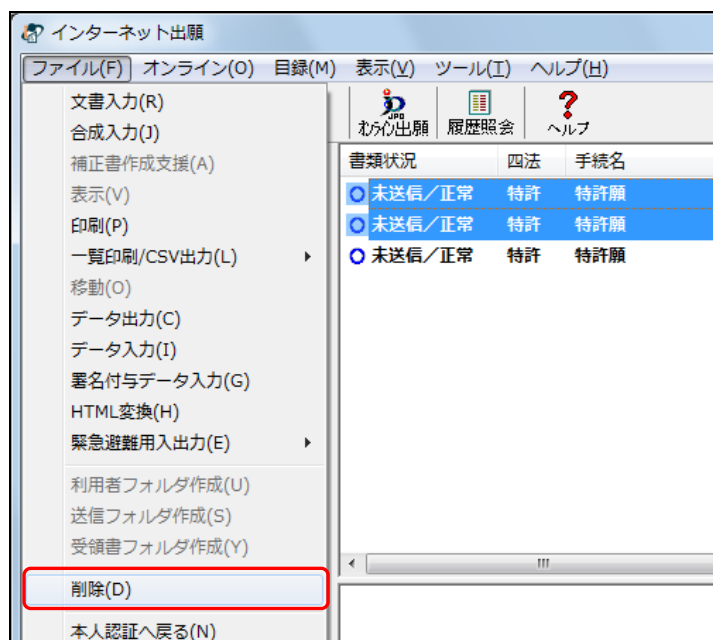 インターネット出願
ファイル(F) オンライン(O) 目録(M) 表示(V) ツール(T) ヘルプ(H)
文書入力(R)
合成入力(J)
補正書作成支援(A)
表示(V)
印刷(P)
一覧印刷/CSV出力(L)
移動(O)
データ出力(C)
データ入力(I)
署名付与データ入力(G)
HTML変換(H)
緊急避難用入出力(E)
利用者フォルダ作成(U)
送信フォルダ作成(S)
受領書フォルダ作成(Y)
削除(D)
本人認証へ戻る(N)
JPO
オンライン出願 履歴照会 ヘルプ
書類状況 四法 手続名
未送信／正常 特許 特許願
未送信／正常 特許 特許願
未送信／正常 特許 特許願